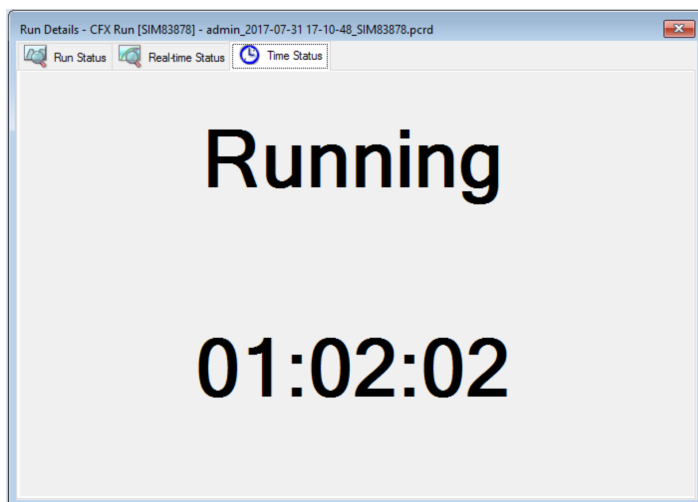 Run Details - CFX Run [SIM83878] - admin_2017-07-31 17-10-48_SIM83878.pcrd
Run Status Real-time Status Time Status
Running
01:02:02